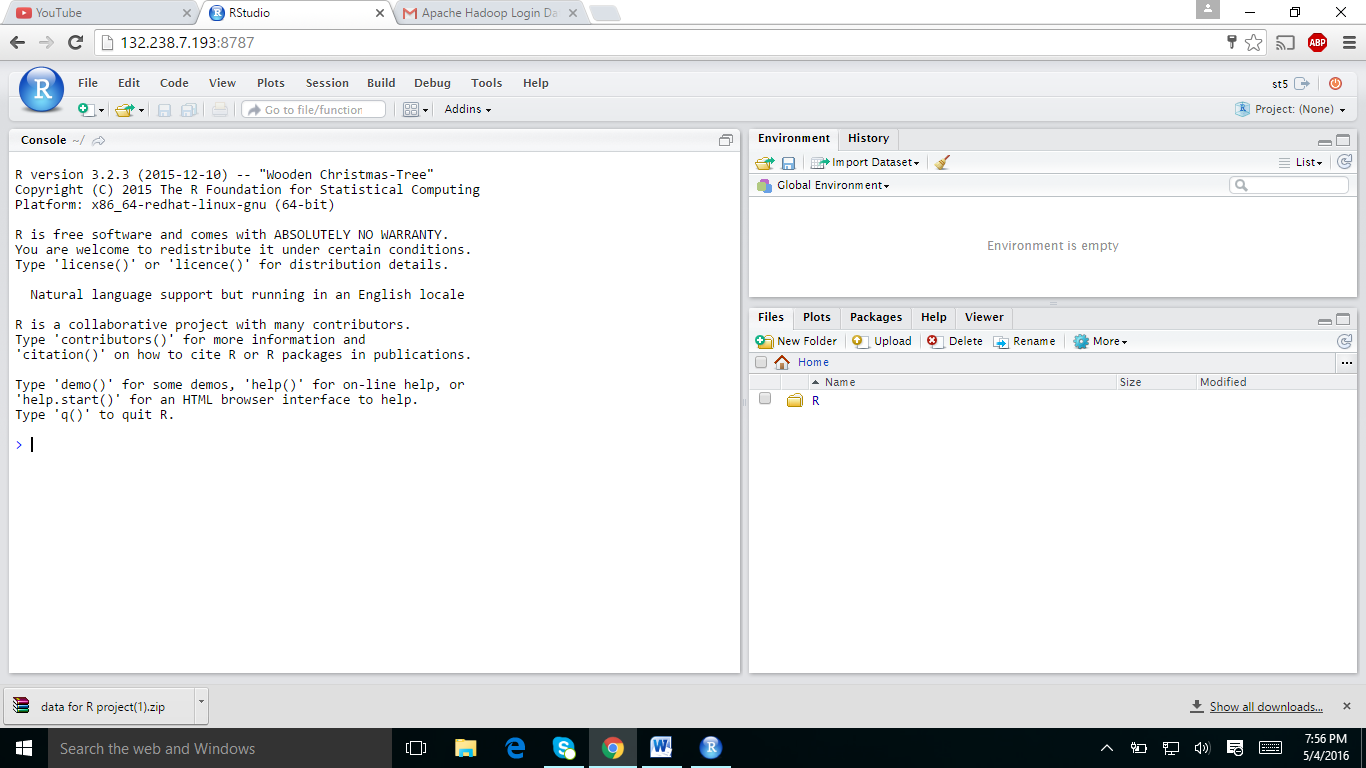 YouTube
RStudio
Apache Hadoop Login Da
132.238.7.193:8787
ABP
R
File Edit Code View Plots Session Build Debug Tools Help
st5
Go to file/function
Addins
Project: (None)
Console ~/
R version 3.2.3 (2015-12-10) -- "Wooden Christmas-Tree"
Copyright (C) 2015 The R Foundation for Statistical Computing
Platform: x86_64-redhat-linux-gnu (64-bit)
R is free software and comes with ABSOLUTELY NO WARRANTY.
You are welcome to redistribute it under certain conditions.
Type 'license()' or 'licence()' for distribution details.
Natural language support but running in an English locale
R is a collaborative project with many contributors.
Type 'contributors()' for more information and
'citation()' on how to cite R or R packages in publications.
Type 'demo()' for some demos, 'help()' for on-line help, or
'help.start()' for an HTML browser interface to help.
Type 'q()' to quit R.
>
Environment History
Import Dataset
List
Global Environment
Environment is empty
Files Plots Packages Help Viewer
New Folder Upload Delete Rename More
Home
...
Name Size Modified
R
data for R project(1).zip
Show all downloads...
Search the web and Windows
7:56 PM
5/4/2016